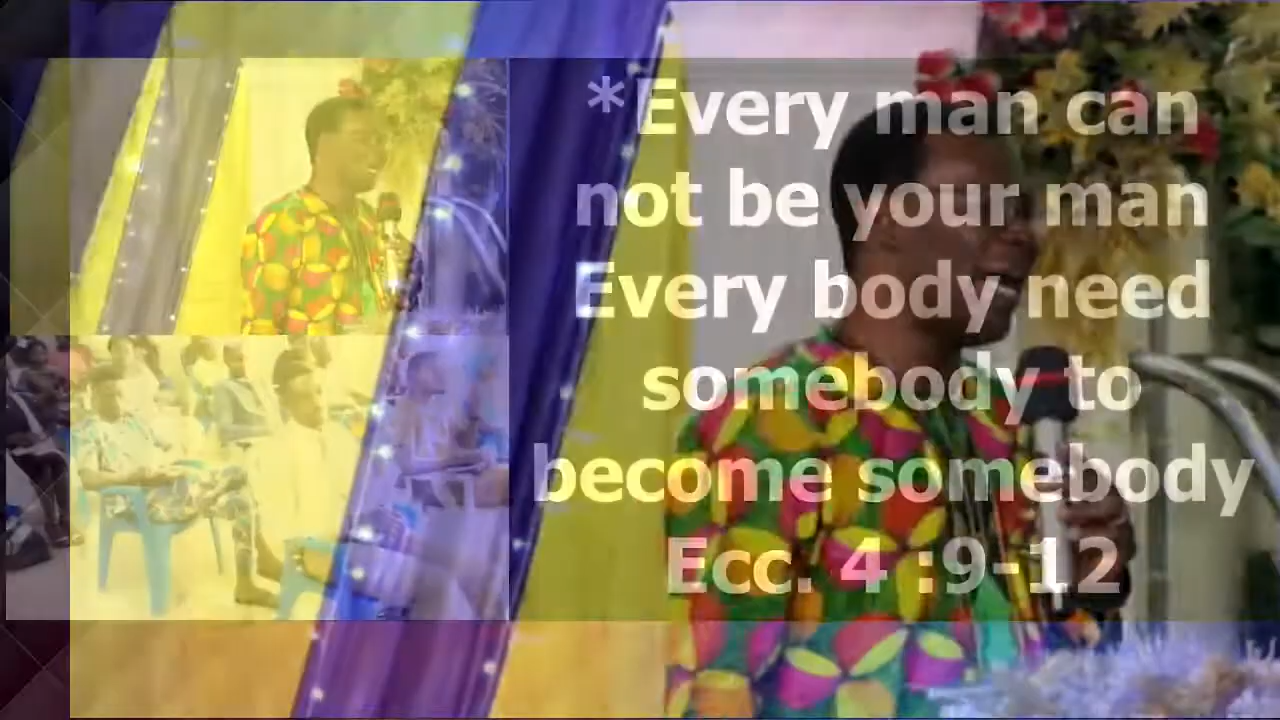 *Every man can
not be your man
Every body need
somebody to
become somebody
Ecc. 4 :9-12